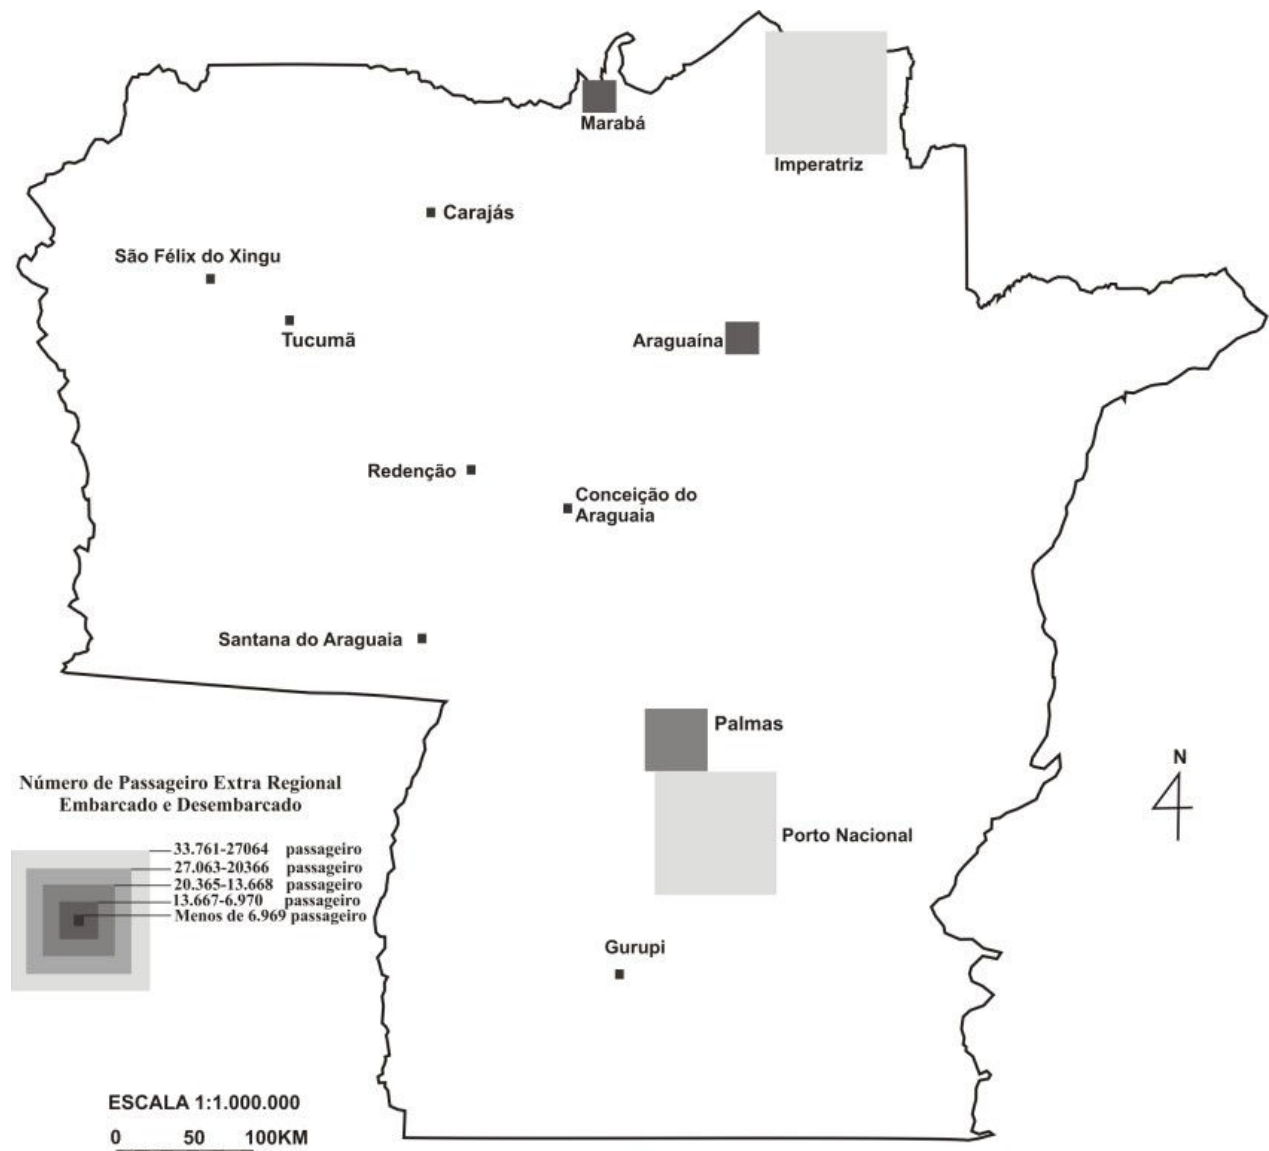 Marabá
Imperatriz
Carajás
São Félix do Xingu
Tucumã
Araguaína
Redenção
Conceição do
Araguaia
Santana do Araguaia
Palmas
N
Número de Passageiro Extra Regional
Embarcado e Desembarcado
Porto Nacional
33.761-27064 passageiro
27.063-20366 passageiro
20.365-13.668 passageiro
13.667-6.970 passageiro
Menos de 6.969 passageiro
Gurupi
ESCALA 1:1.000.000
0 50 100KM